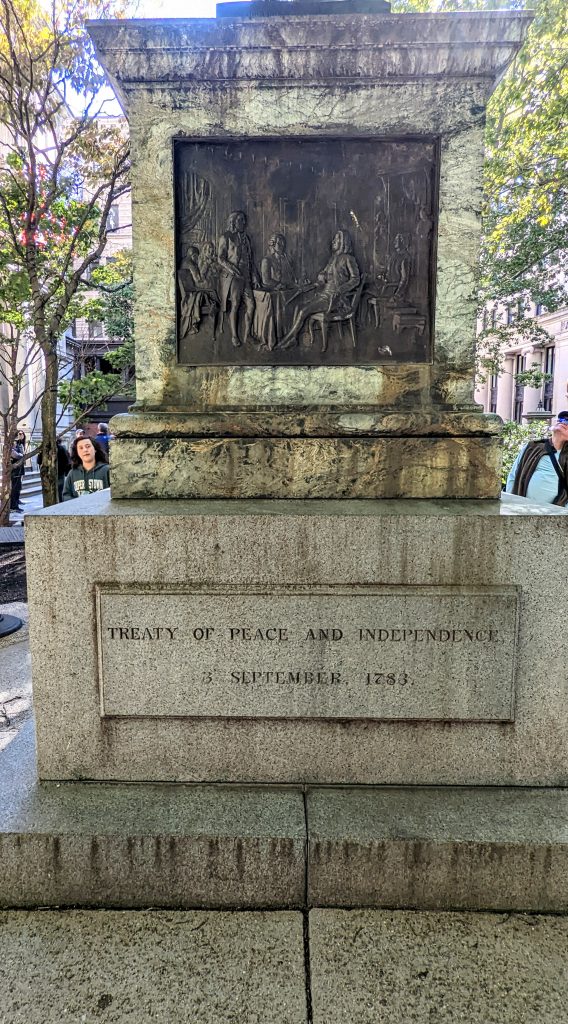 TREATY OF PEACE AND INDEPENDENCE
3 SEPTEMBER, 1783.